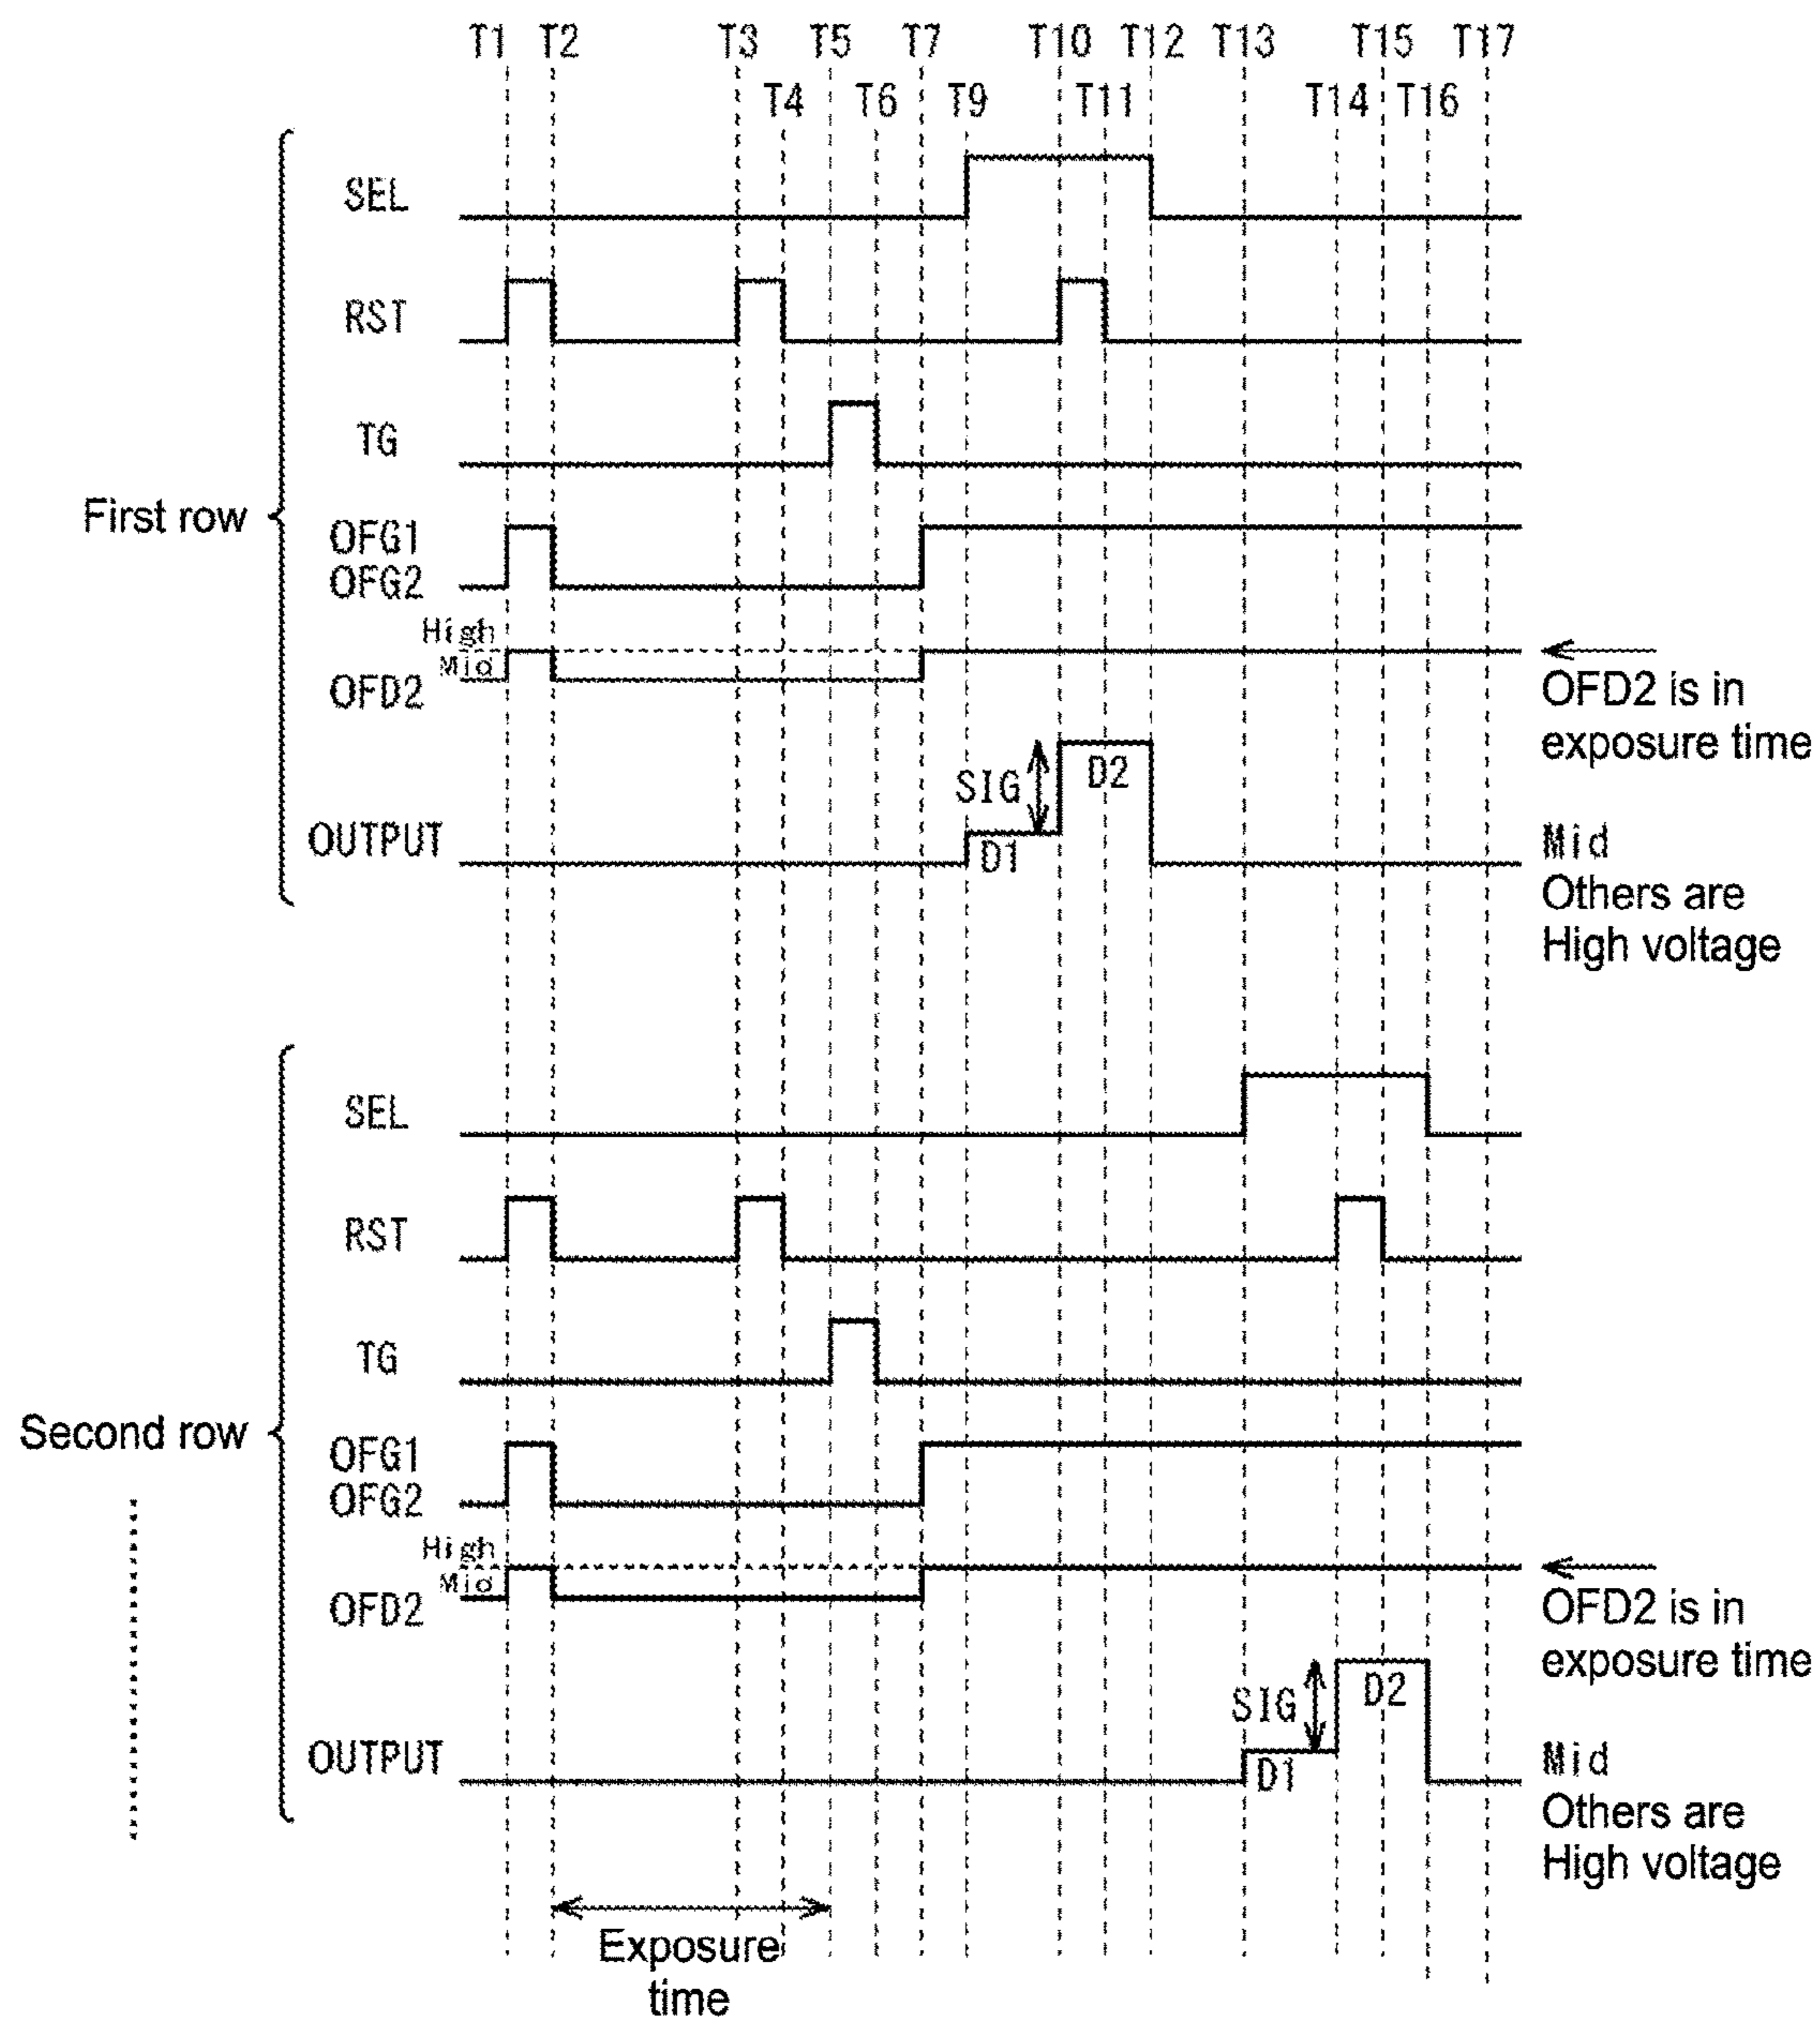 T1 T2 T3 T5 T7 T10 T12 T13 T15 T17
T4 T6 T9 T11 T14 T16
First row
SEL
RST
TG
OFG1
OFG2
High
Mid
OFD2
OFD2 is in
exposure time
SIG
D1
D2
OUTPUT
Mid
Others are
High voltage
Second row
SEL
RST
TG
OFG1
OFG2
High
Mid
OFD2
OFD2 is in
exposure time
SIG
D1
D2
OUTPUT
Mid
Others are
High voltage
Exposure
time